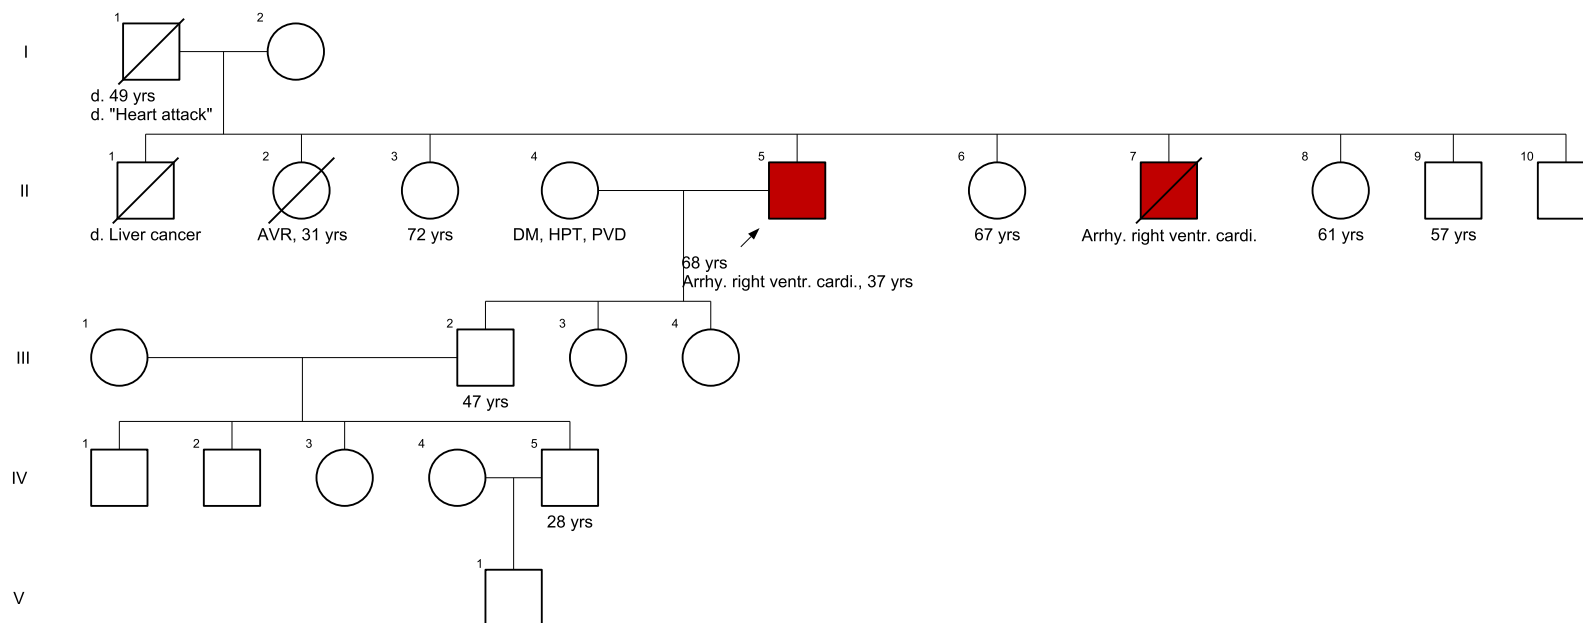 1 2
I
d. 49 yrs
d. "Heart attack"
1 2 3 4 5 6 7 8 9 10
II
d. Liver cancer AVR, 31 yrs 72 yrs DM, HPT, PVD 67 yrs Arrhy. right ventr. cardi. 61 yrs 57 yrs
68 yrs
Arrhy. right ventr. cardi., 37 yrs
1 2 3 4
III
47 yrs
1 2 3 4 5
IV
28 yrs
1
V